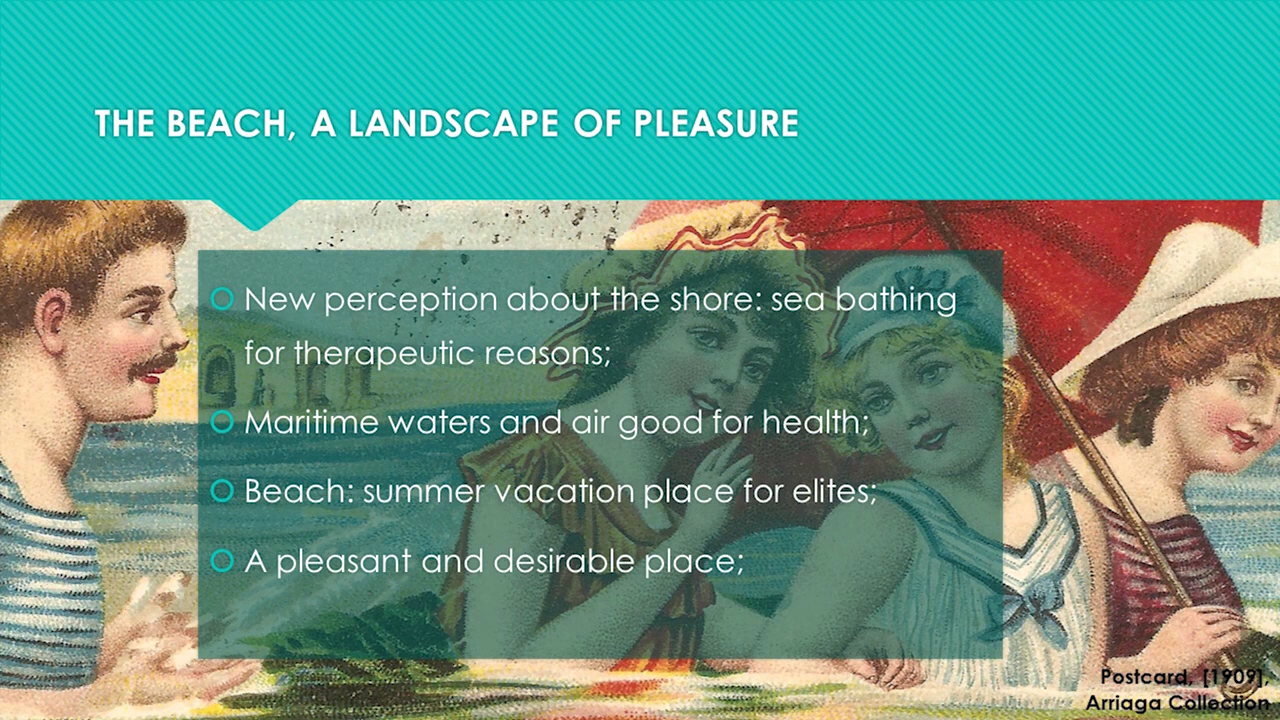 THE BEACH, A LANDSCAPE OF PLEASURE
New perception about the shore: sea bathing
for therapeutic reasons;
Maritime waters and air good for health;
Beach: summer vacation place for elites;
A pleasant and desirable place;
Postcard, [1909].
Arriaga Collection